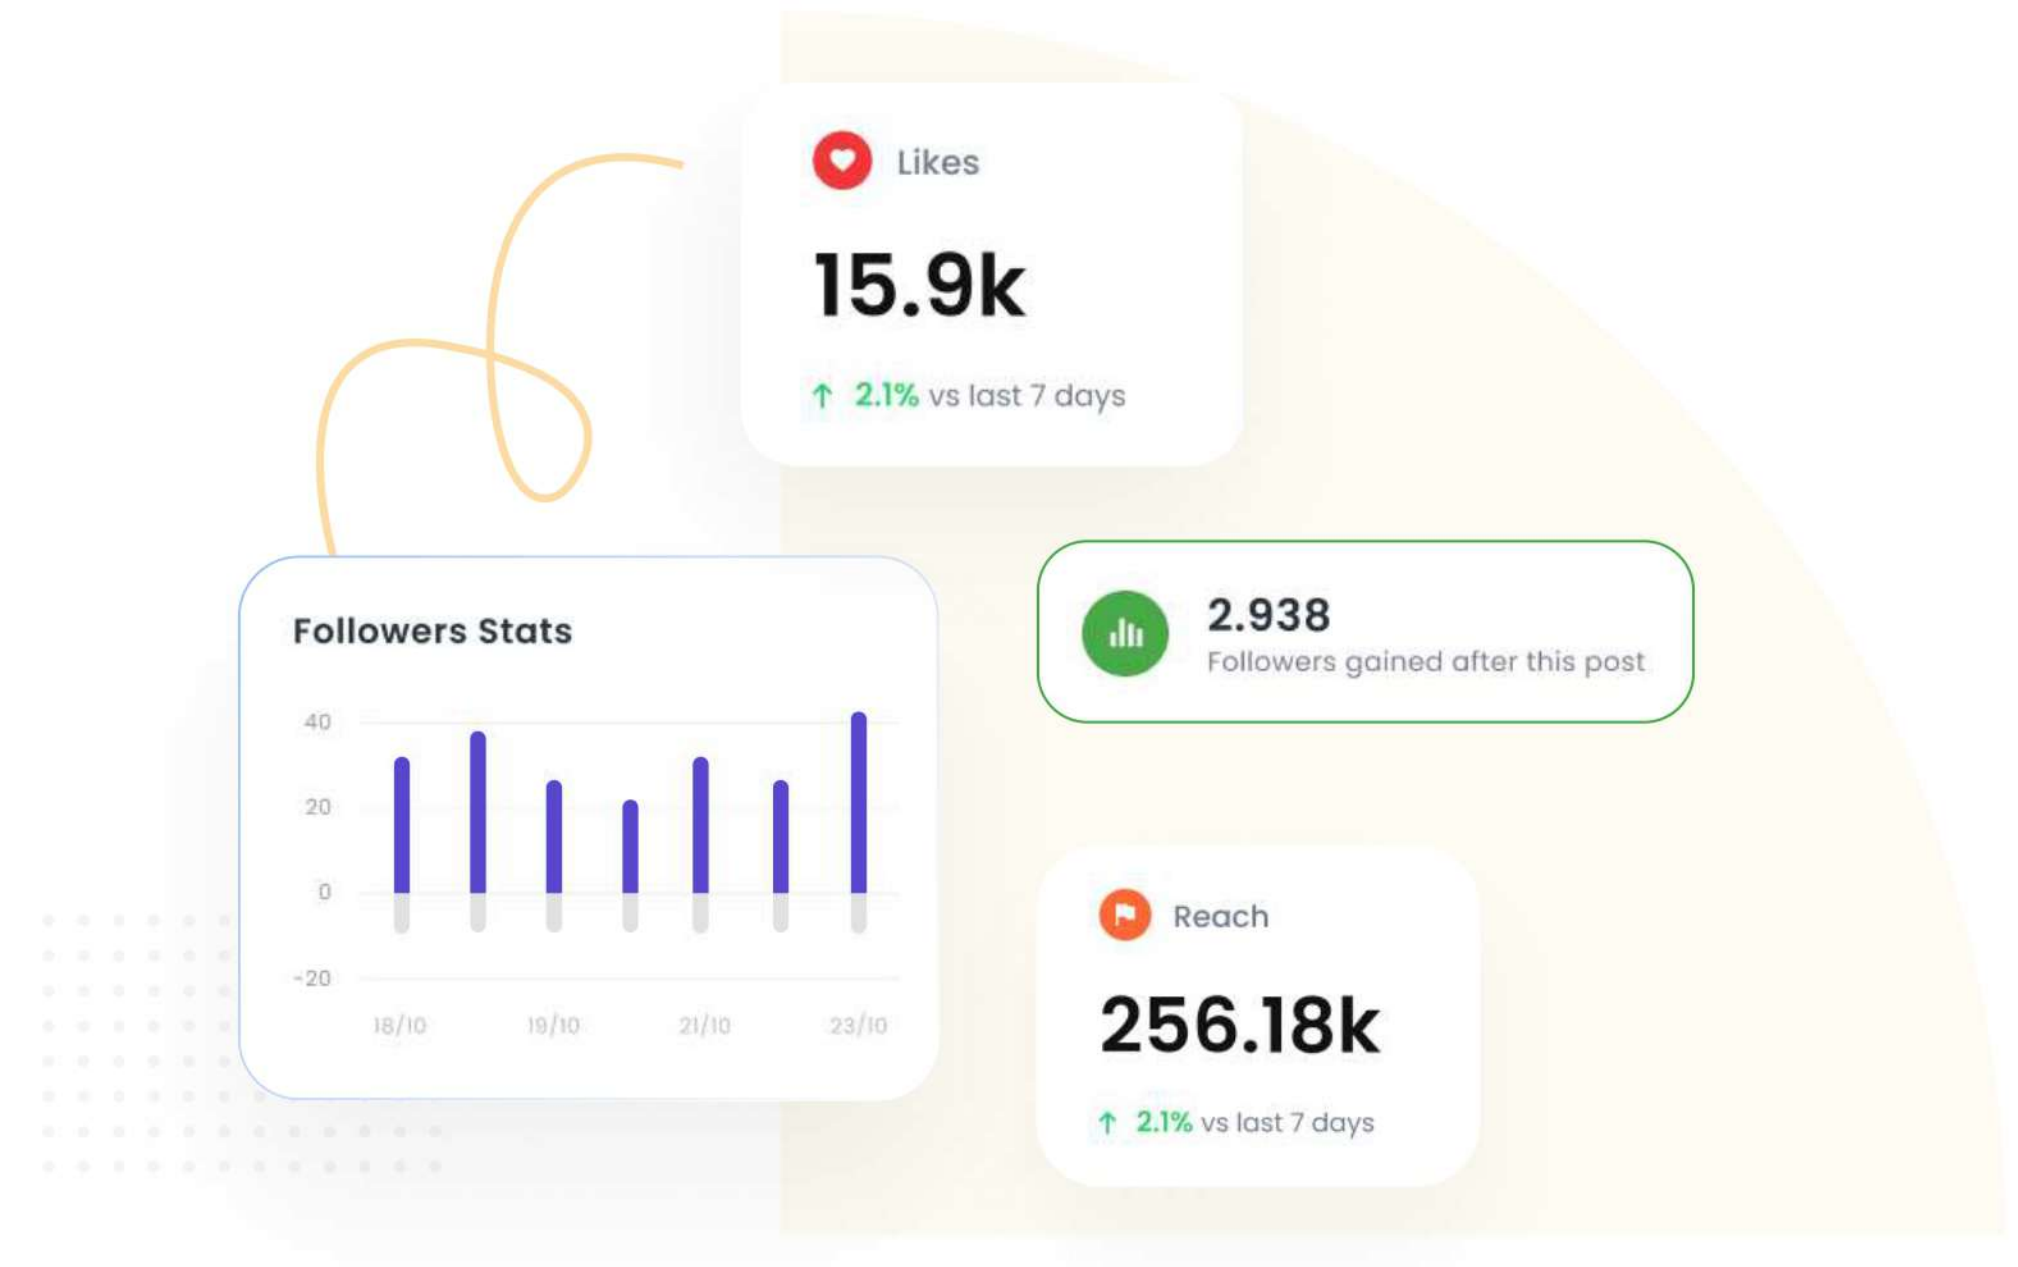 Likes
15.9k
↑ 2.1% vs last 7 days
Followers Stats
40
20
0
-20
18/10 19/10 21/10 23/10
2.938
Followers gained after this post
Reach
256.18k
↑ 2.1% vs last 7 days